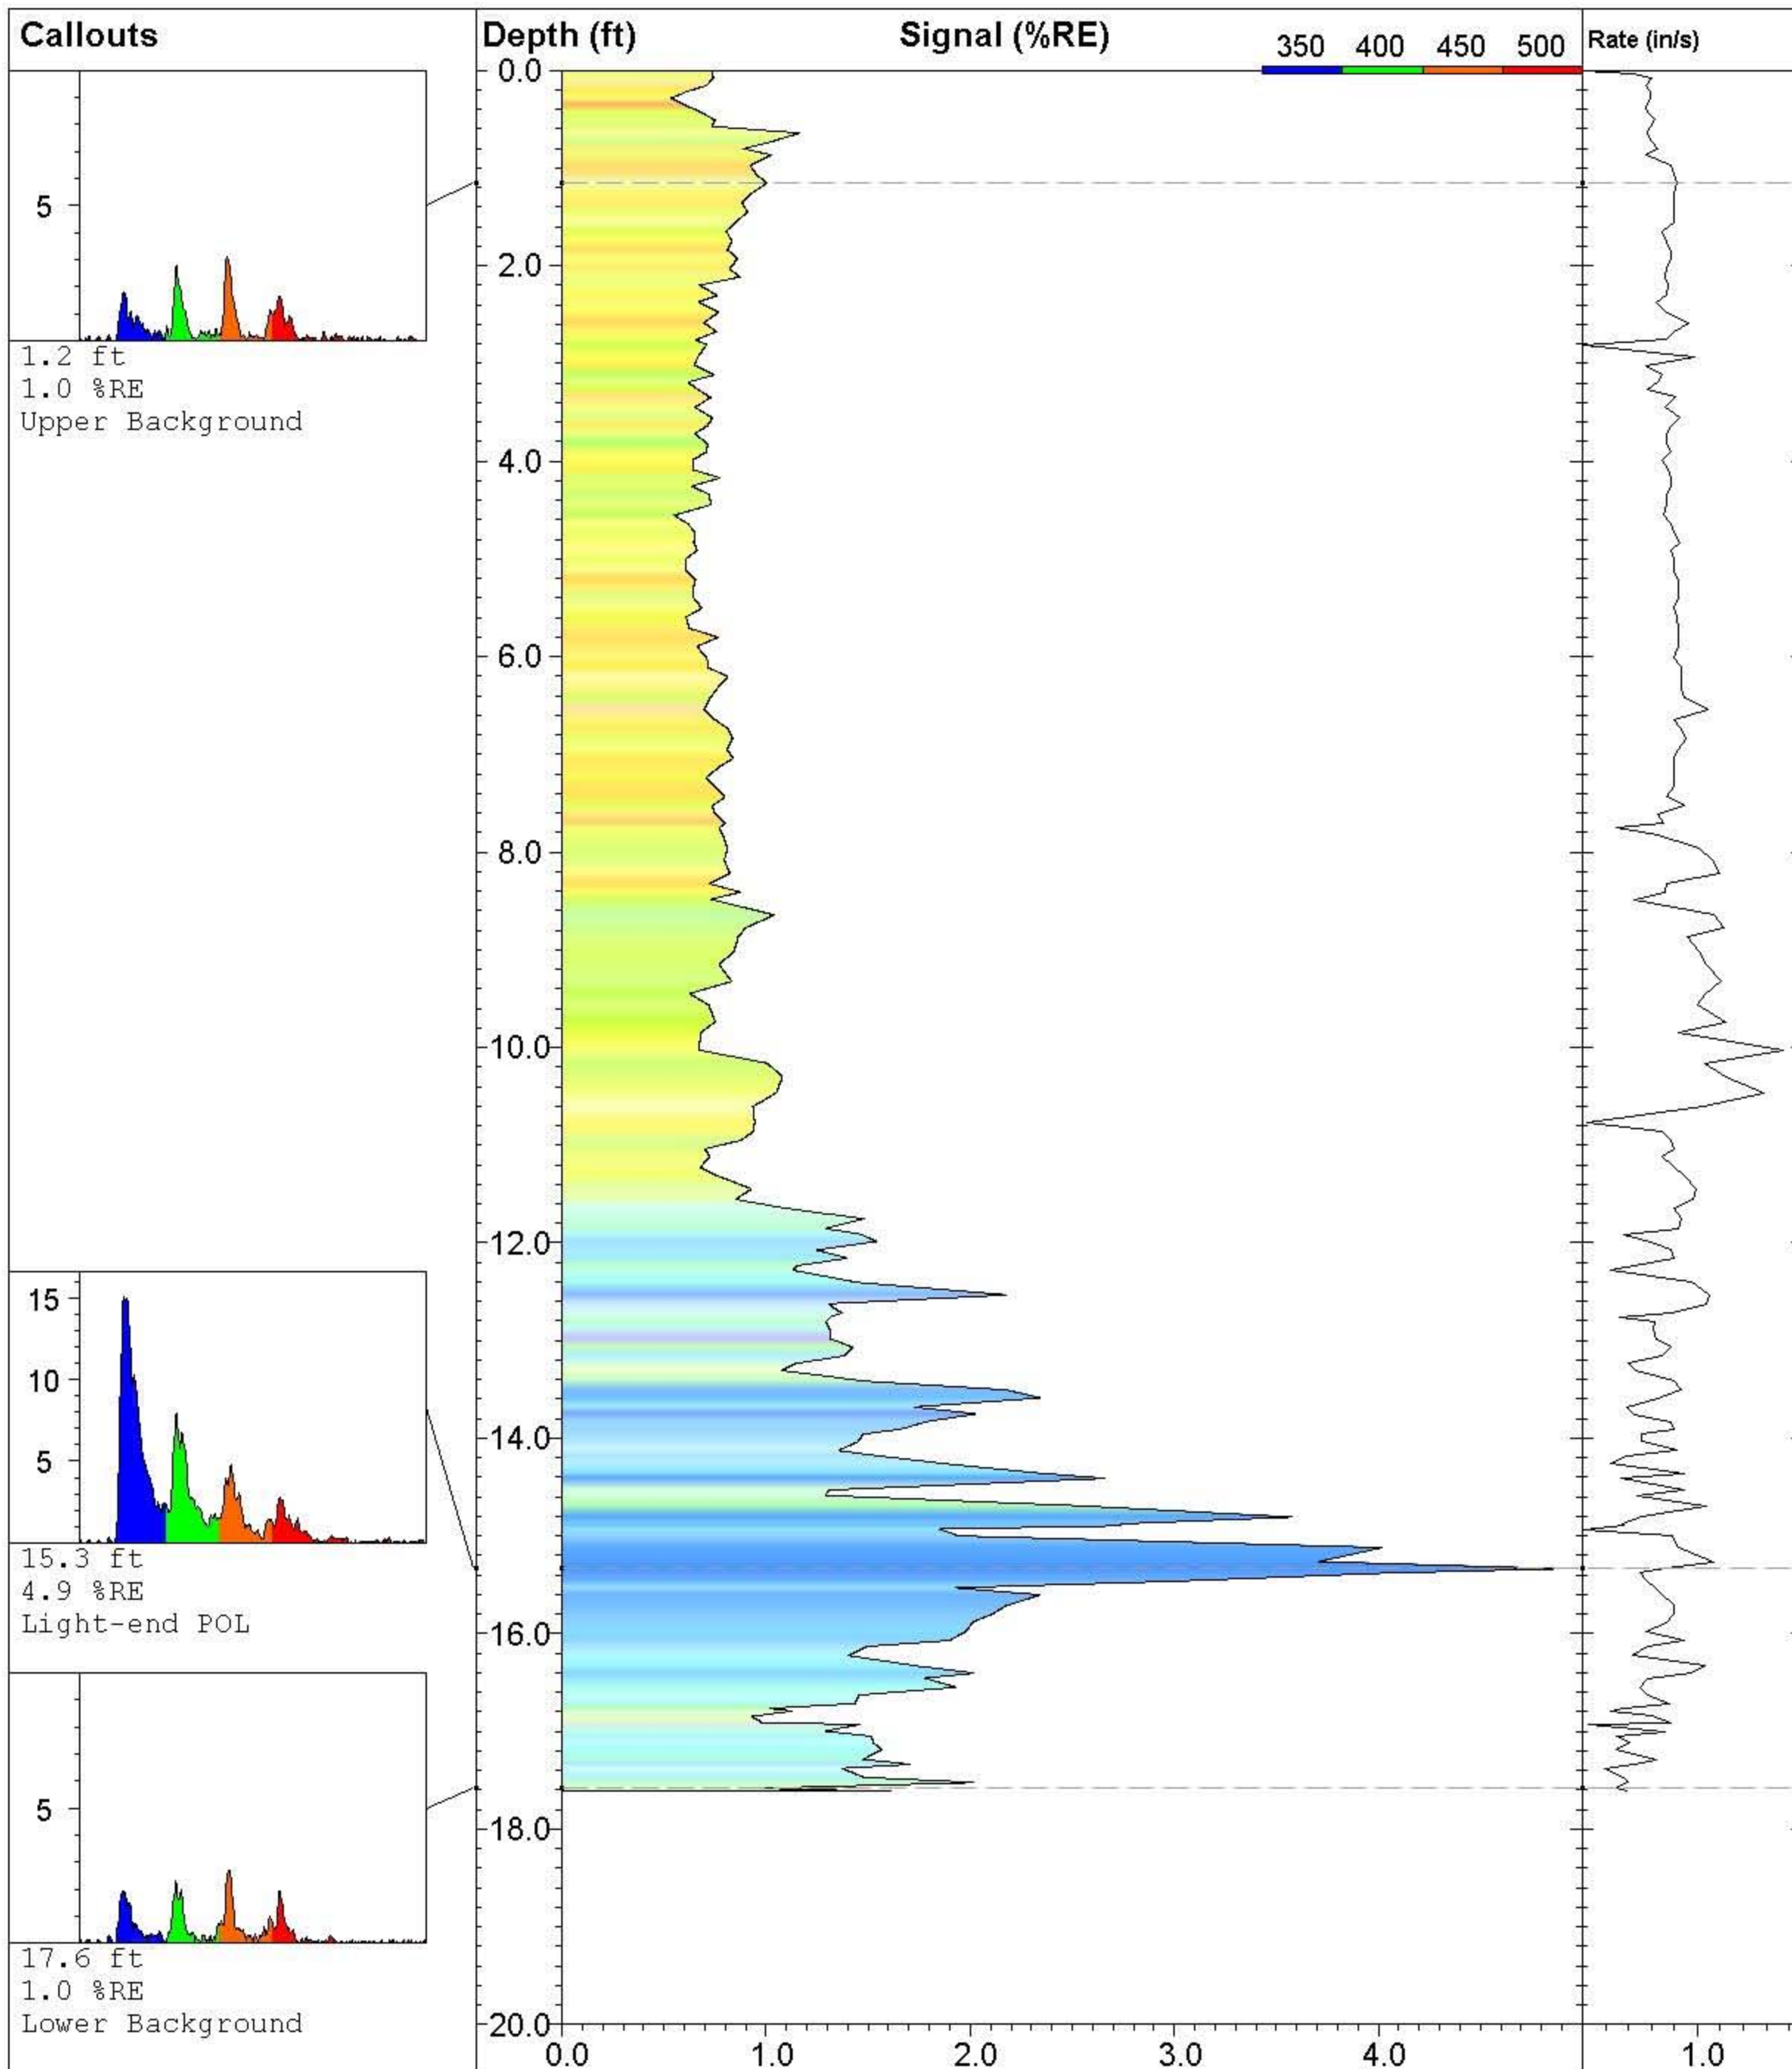 Callouts
Depth (ft)
Signal (%RE)
350 400 450 500
Rate (in/s)
5
1.2 ft
1.0 %RE
Upper Background
15
10
5
15.3 ft
4.9 %RE
Light-end POL
5
17.6 ft
1.0 %RE
Lower Background
0.0
2.0
4.0
6.0
8.0
10.0
12.0
14.0
16.0
18.0
20.0
0.0 1.0 2.0 3.0 4.0
1.0